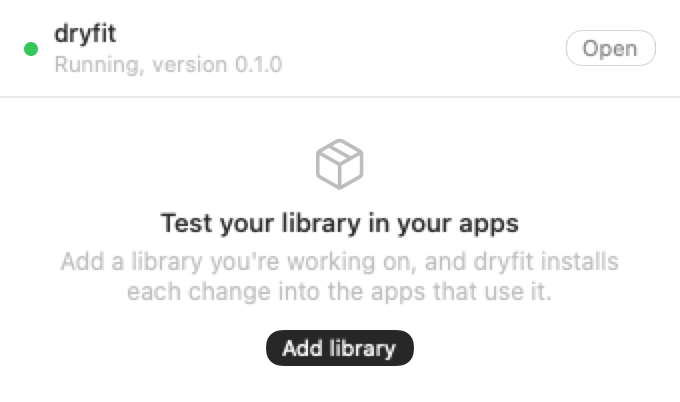 dryfit
Running, version 0.1.0
Open
Test your library in your apps
Add a library you're working on, and dryfit installs
each change into the apps that use it.
Add library